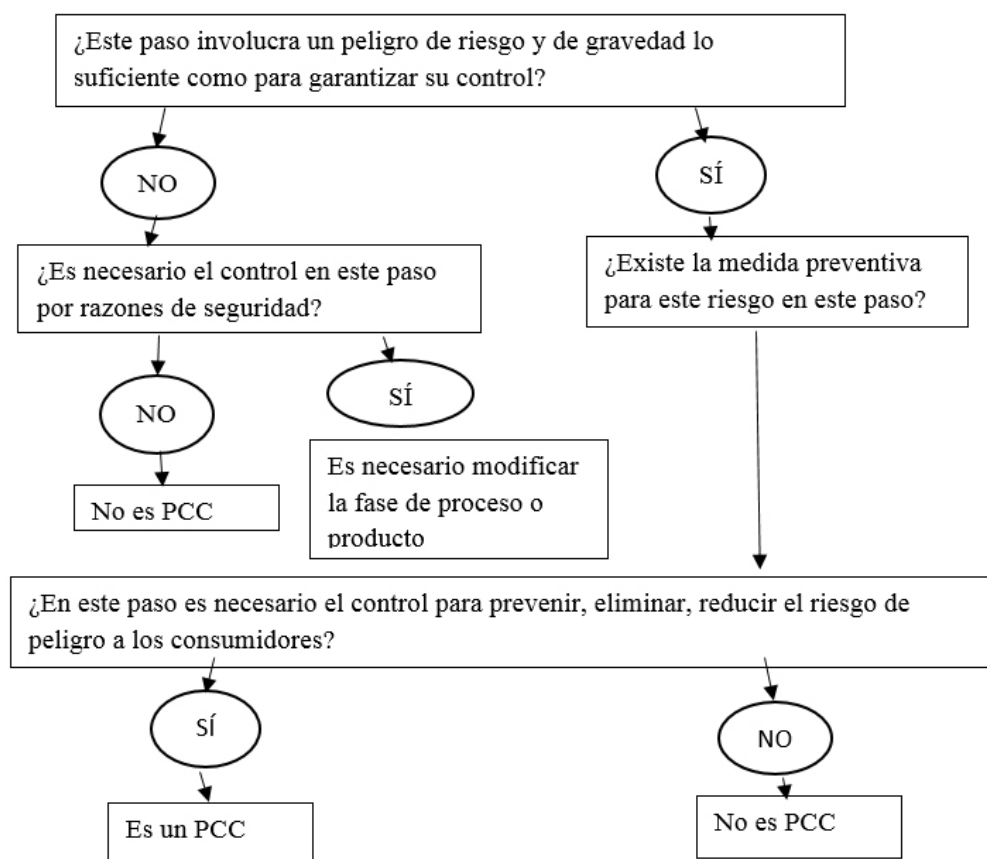 ¿Este paso involucra un peligro de riesgo y de gravedad lo
suficiente como para garantizar su control?
NO
SÍ
¿Es necesario el control en este paso
por razones de seguridad?
¿Existe la medida preventiva
para este riesgo en este paso?
NO
SÍ
No es PCC
Es necesario modificar
la fase de proceso o
producto
¿En este paso es necesario el control para prevenir, eliminar, reducir el riesgo de
peligro a los consumidores?
SÍ
NO
Es un PCC
No es PCC